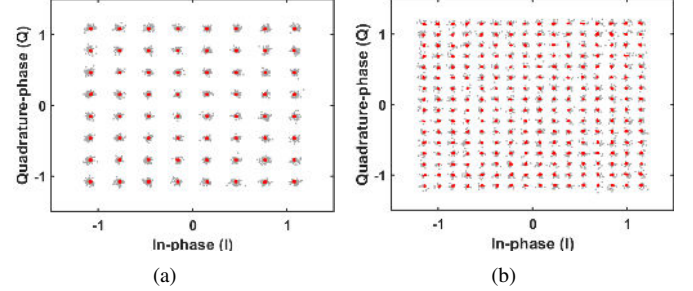 Quadrature-phase (Q)
1
0
-1
-1
0
1
In-phase (I)
(a)
Quadrature-phase (Q)
1
0
-1
-1
0
1
In-phase (I)
(b)